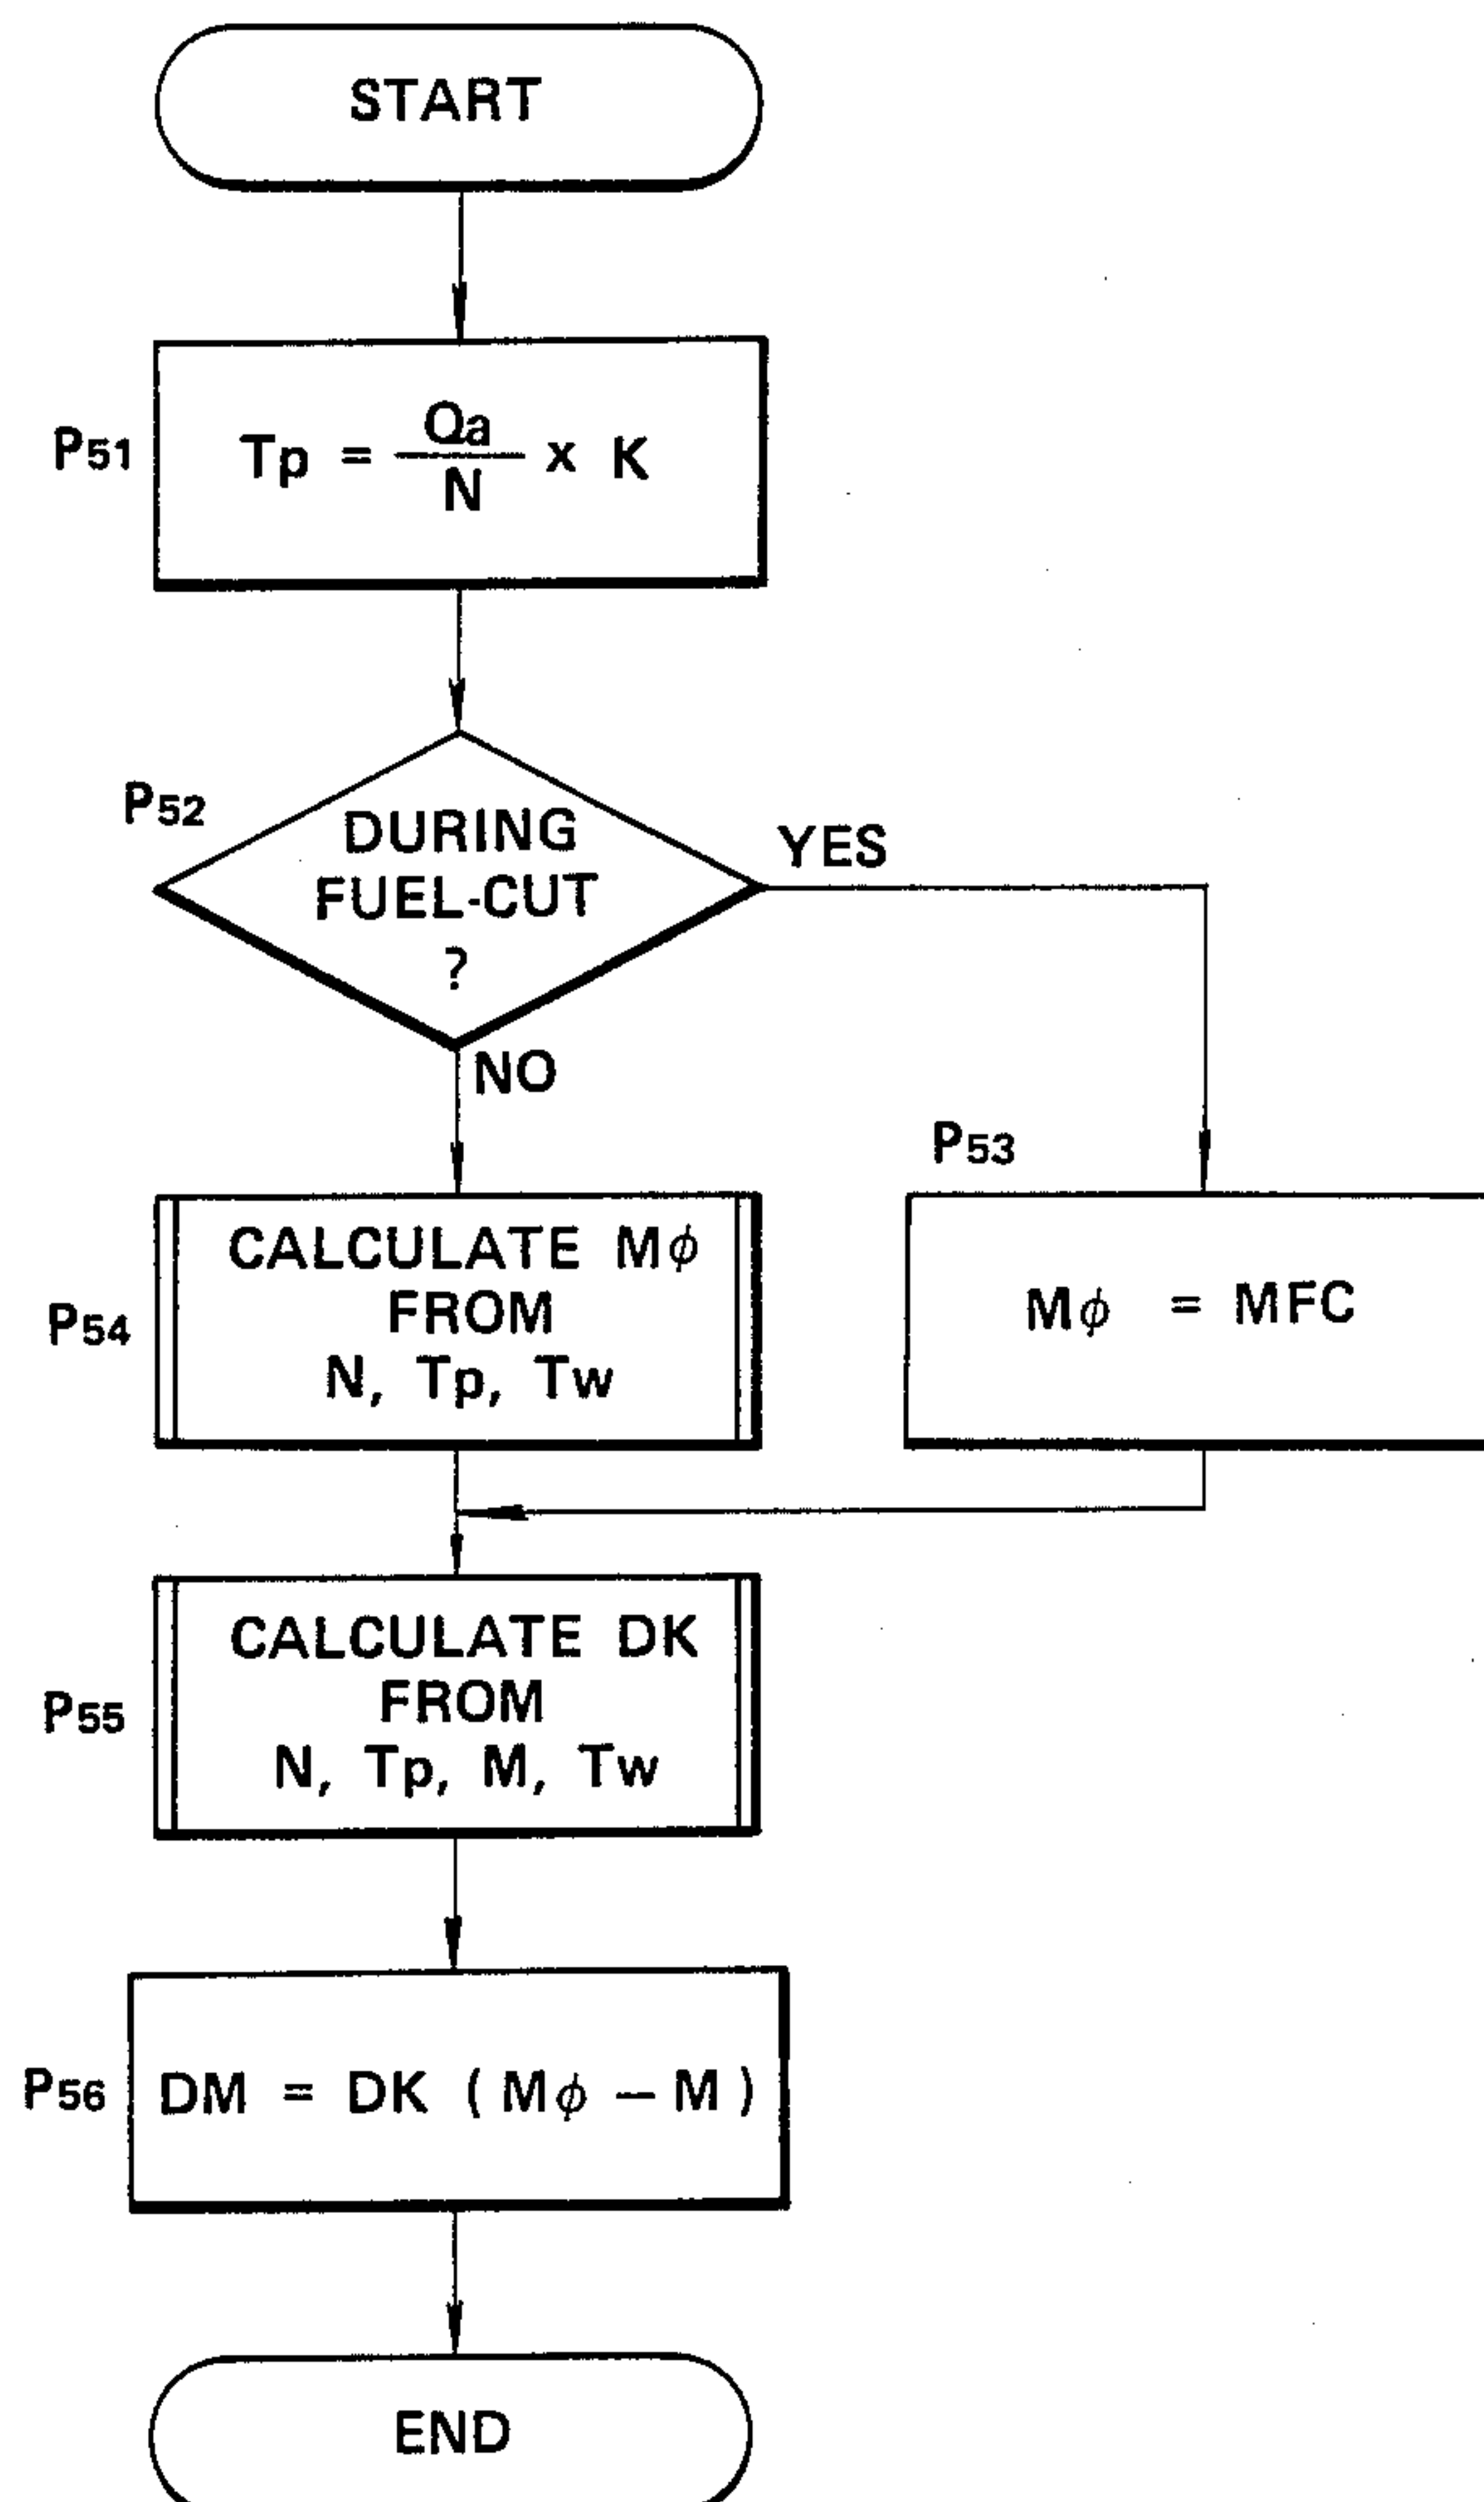 START
P51
Tp = Qa / N x K
P52
DURING
FUEL-CUT
?
YES
NO
P53
Mφ = MFC
P54
CALCULATE Mφ
FROM
N, Tp, Tw
P55
CALCULATE DK
FROM
N, Tp, M, Tw
P56
DM = DK ( Mφ — M )
END